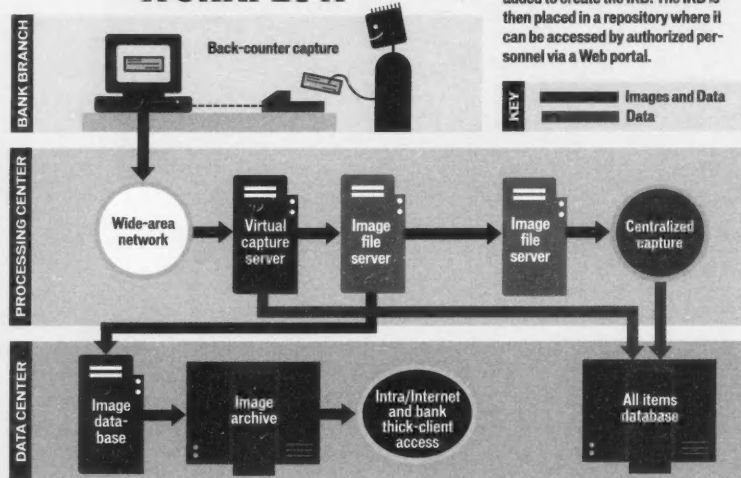 added to create the IRD. The IRD is
then placed in a repository where it
can be accessed by authorized per-
sonnel via a Web portal.
KEY
Images and Data
Data
BANK BRANCH
Back-counter capture
PROCESSING CENTER
Wide-area
network
Virtual
capture
server
Image
file
server
Image
file
server
Centralized
capture
DATA CENTER
Image
data-
base
Image
archive
Intra/Internet
and bank
thick-client
access
All items
database